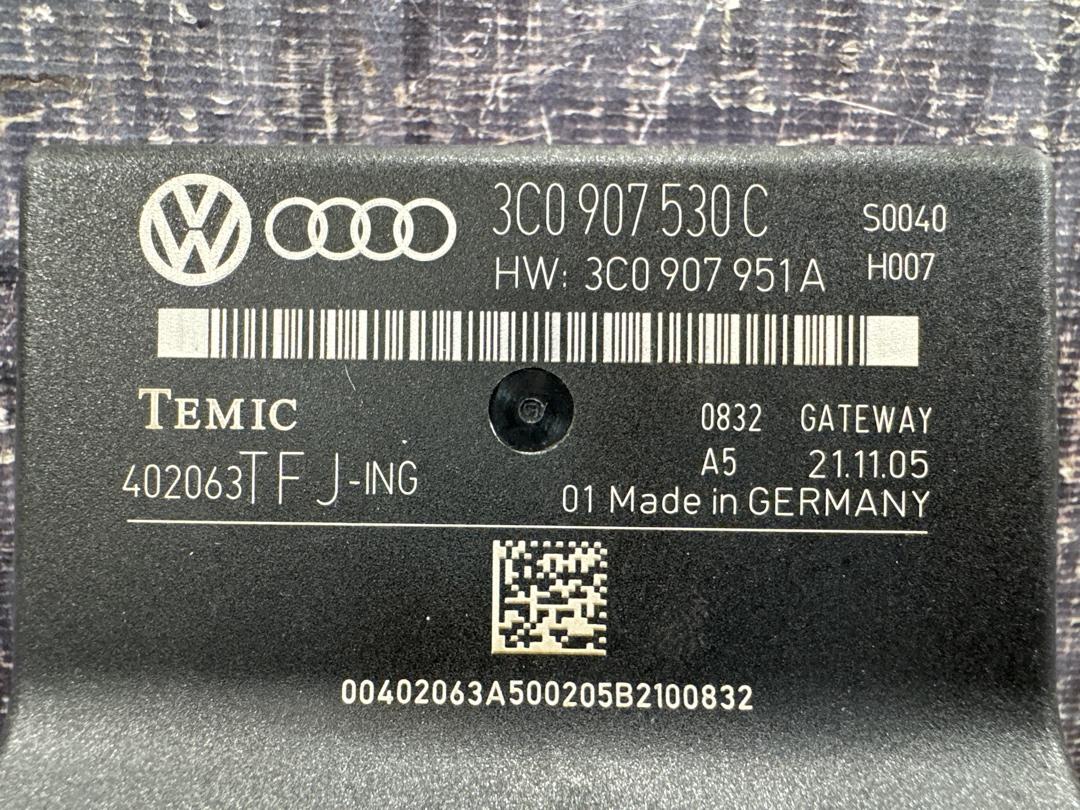 3C0 907 530 C S0040
HW: 3C0 907 951 A H007
TEMIC 0832 GATEWAY
402063TF J-ING A5 21.11.05
01 Made in GERMANY
00402063A500205B2100832